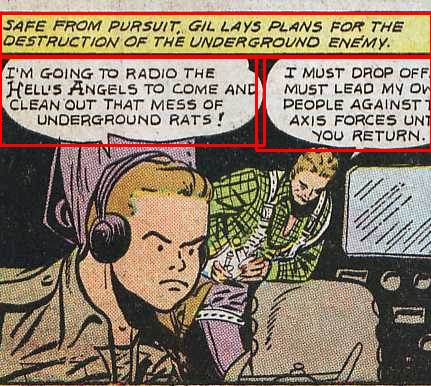 SAFE FROM PURSUIT, GIL LAYS PLANS FOR THE
DESTRUCTION OF THE UNDERGROUND ENEMY.
I'M GOING TO RADIO THE
HELL'S ANGELS TO COME AND
CLEAN OUT THAT MESS OF
UNDERGROUND RATS!
I MUST DROP OFF
MUST LEAD MY
PEOPLE AGAINST
AXIS FORCES
YOU RETURN.